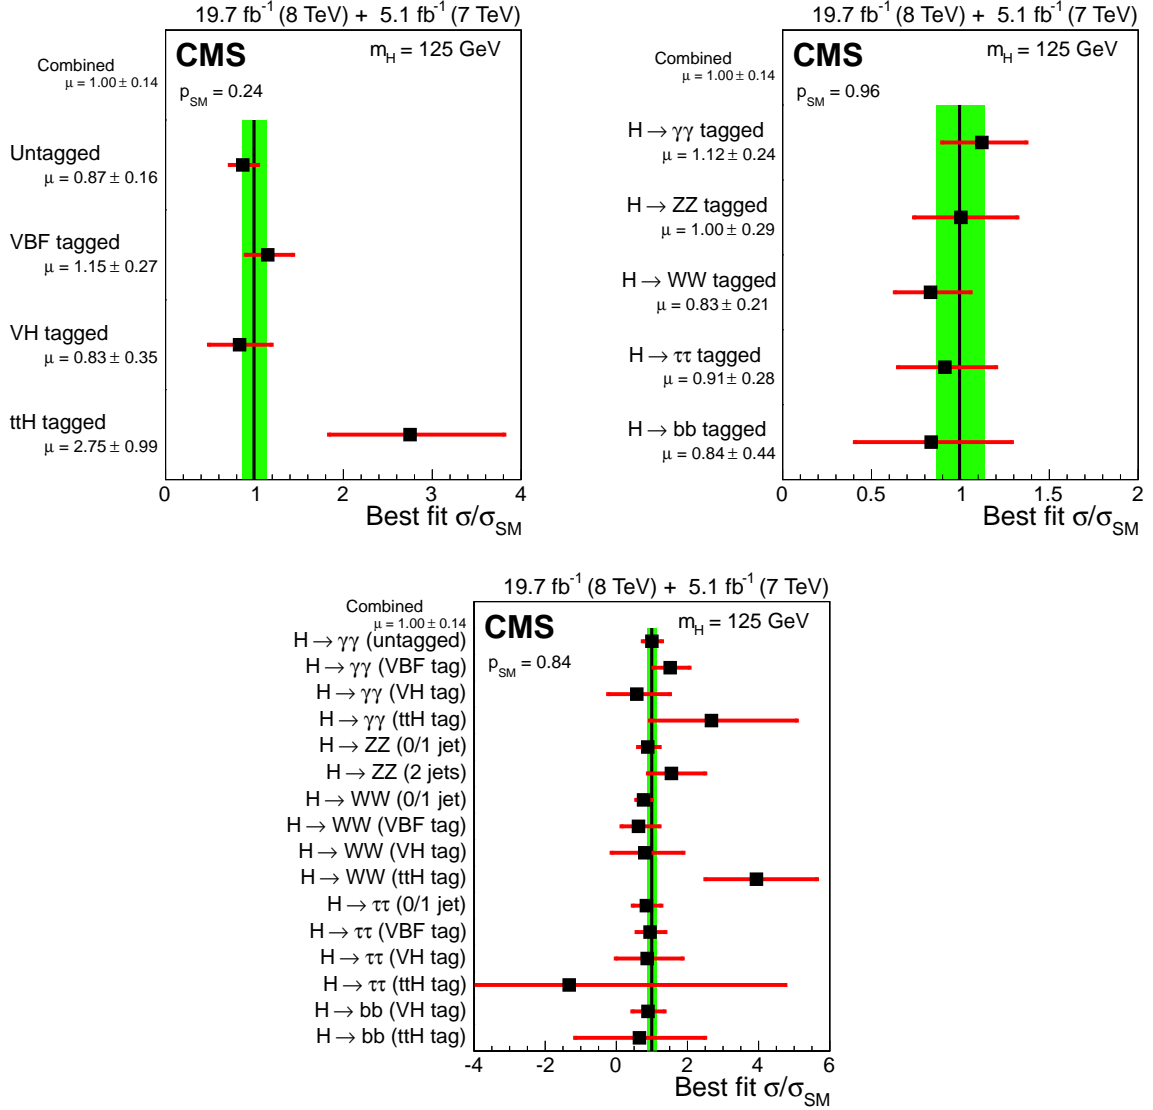 19.7 fb⁻¹ (8 TeV) + 5.1 fb⁻¹ (7 TeV)
CMS
m_H = 125 GeV
Combined
μ = 1.00 ± 0.14
p_SM = 0.24
Untagged
μ = 0.87 ± 0.16
VBF tagged
μ = 1.15 ± 0.27
VH tagged
μ = 0.83 ± 0.35
ttH tagged
μ = 2.75 ± 0.99
0 1 2 3 4
Best fit σ/σ_SM
19.7 fb⁻¹ (8 TeV) + 5.1 fb⁻¹ (7 TeV)
CMS
m_H = 125 GeV
Combined
μ = 1.00 ± 0.14
p_SM = 0.96
H → γγ tagged
μ = 1.12 ± 0.24
H → ZZ tagged
μ = 1.00 ± 0.29
H → WW tagged
μ = 0.83 ± 0.21
H → ττ tagged
μ = 0.91 ± 0.28
H → bb tagged
μ = 0.84 ± 0.44
0 0.5 1 1.5 2
Best fit σ/σ_SM
19.7 fb⁻¹ (8 TeV) + 5.1 fb⁻¹ (7 TeV)
Combined
μ = 1.00 ± 0.14
CMS
m_H = 125 GeV
p_SM = 0.84
H → γγ (untagged)
H → γγ (VBF tag)
H → γγ (VH tag)
H → γγ (ttH tag)
H → ZZ (0/1 jet)
H → ZZ (2 jets)
H → WW (0/1 jet)
H → WW (VBF tag)
H → WW (VH tag)
H → WW (ttH tag)
H → ττ (0/1 jet)
H → ττ (VBF tag)
H → ττ (VH tag)
H → ττ (ttH tag)
H → bb (VH tag)
H → bb (ttH tag)
-4 -2 0 2 4 6
Best fit σ/σ_SM